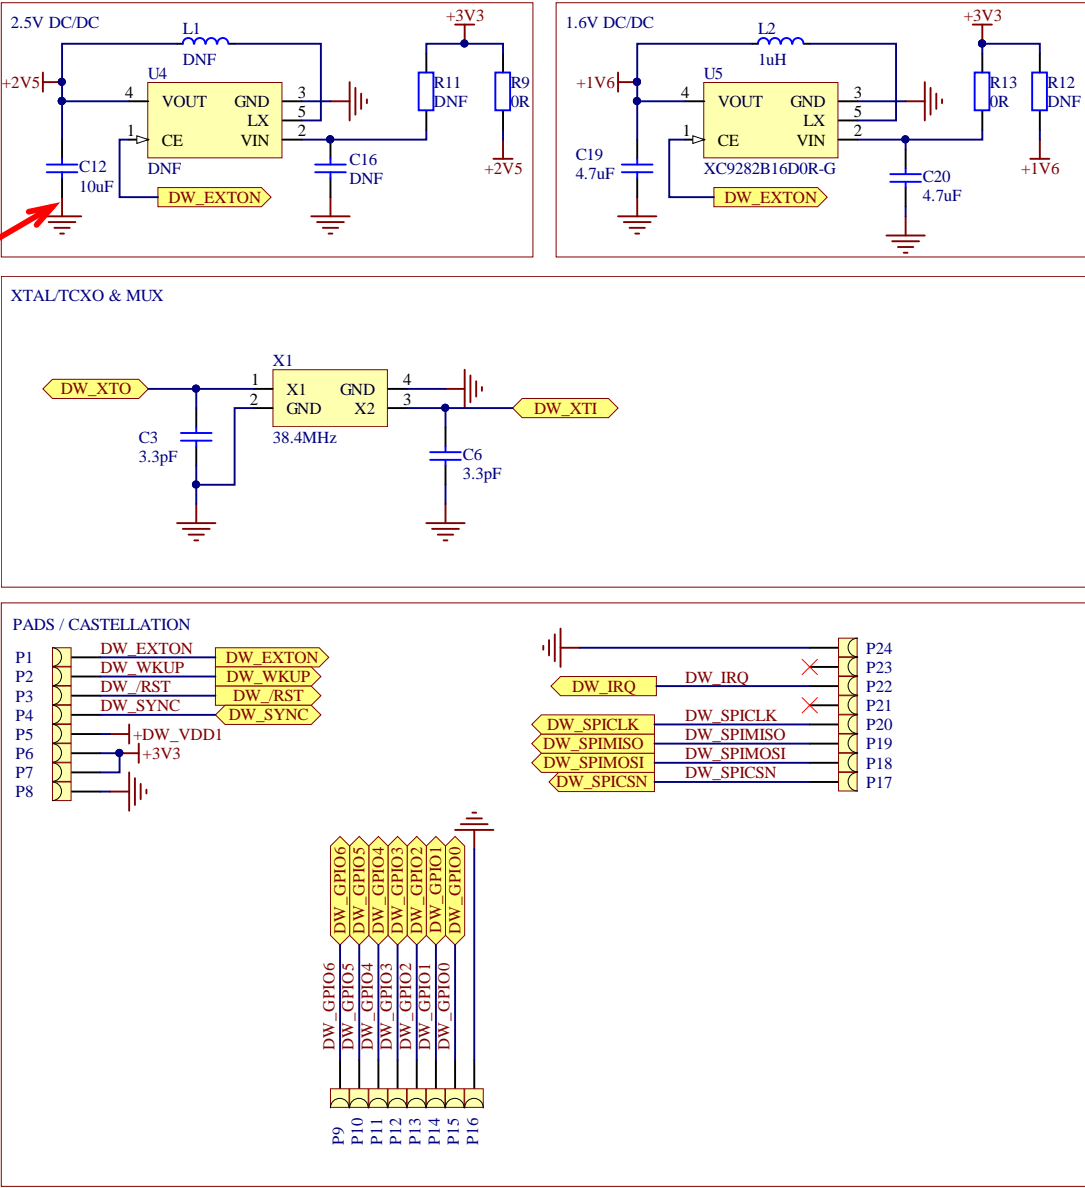 2.5V DC/DC
L1
DNF
+3V3
+2V5
U4
4 VOUT GND 3
LX 5
1 CE VIN 2
DNF
R11
DNF
R9
0R
C12
10uF
C16
DNF
+2V5
DW_EXTON
1.6V DC/DC
L2
1uH
+3V3
+1V6
U5
4 VOUT GND 3
LX 5
1 CE VIN 2
XC9282B16D0R-G
R13
0R
R12
DNF
C19
4.7uF
C20
4.7uF
+1V6
DW_EXTON
XTAL/TCXO & MUX
X1
DW_XTO
1 X1 GND 4
2 GND X2 3
DW_XTI
38.4MHz
C3
3.3pF
C6
3.3pF
PADS / CASTELLATION
P1 DW_EXTON DW_EXTON
P2 DW_WKUP DW_WKUP
P3 DW_/RST DW_/RST
P4 DW_SYNC DW_SYNC
P5 +DW_VDD1
P6 +3V3
P7
P8
P24
P23
DW_IRQ DW_IRQ P22
P21
DW_SPICLK DW_SPICLK P20
DW_SPIMISO DW_SPIMISO P19
DW_SPIMOSI DW_SPIMOSI P18
DW_SPICSN DW_SPICSN P17
DW_GPIO6
DW_GPIO5
DW_GPIO4
DW_GPIO3
DW_GPIO2
DW_GPIO1
DW_GPIO0
DW_GPIO6
DW_GPIO5
DW_GPIO4
DW_GPIO3
DW_GPIO2
DW_GPIO1
DW_GPIO0
P9
P10
P11
P12
P13
P14
P15
P16